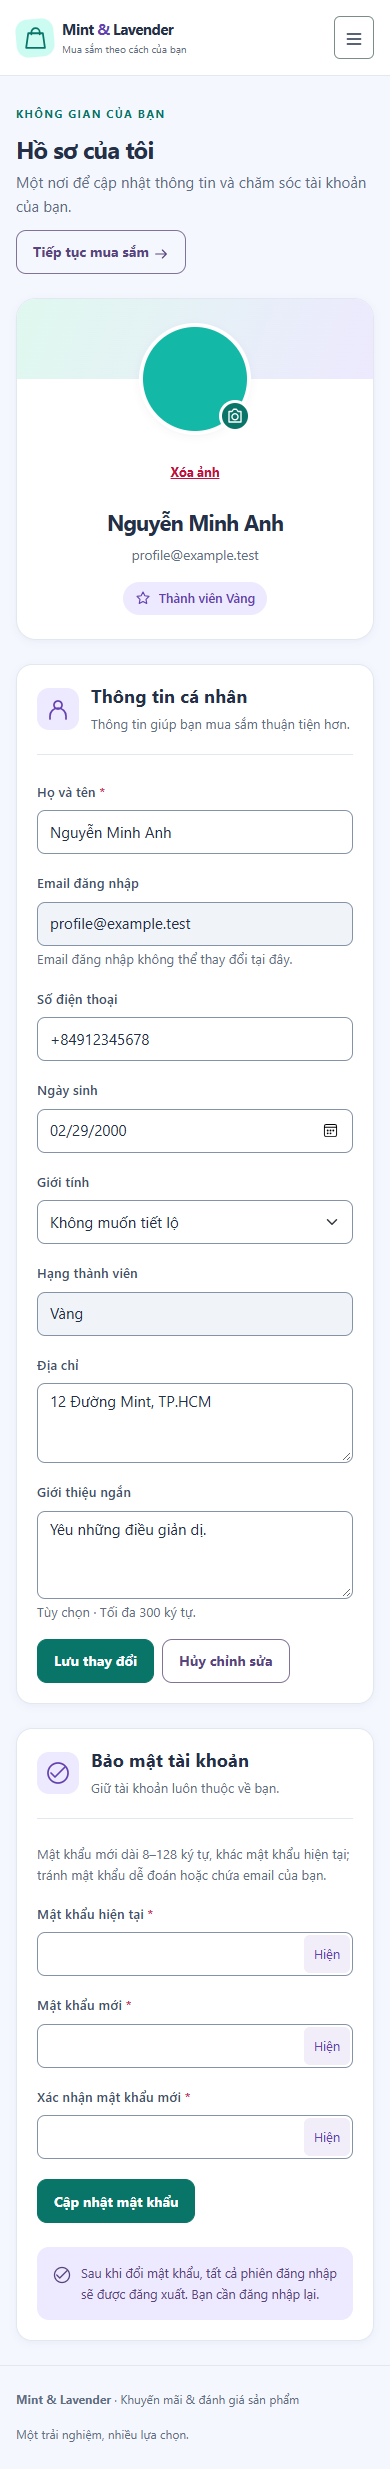 Mint & Lavender
Mua sắm theo cách của bạn
KHÔNG GIAN CỦA BẠN
Hồ sơ của tôi
Một nơi để cập nhật thông tin và chăm sóc tài khoản
của bạn.
Tiếp tục mua sắm →
Xóa ảnh
Nguyễn Minh Anh
profile@example.test
Thành viên Vàng
Thông tin cá nhân
Thông tin giúp bạn mua sắm thuận tiện hơn.
Họ và tên *
Nguyễn Minh Anh
Email đăng nhập
profile@example.test
Email đăng nhập không thể thay đổi tại đây.
Số điện thoại
+84912345678
Ngày sinh
02/29/2000
Giới tính
Không muốn tiết lộ
Hạng thành viên
Vàng
Địa chỉ
12 Đường Mint, TP.HCM
Giới thiệu ngắn
Yêu những điều giản dị.
Tùy chọn · Tối đa 300 ký tự.
Lưu thay đổi
Hủy chỉnh sửa
Bảo mật tài khoản
Giữ tài khoản luôn thuộc về bạn.
Mật khẩu mới dài 8–128 ký tự, khác mật khẩu hiện tại;
tránh mật khẩu dễ đoán hoặc chứa email của bạn.
Mật khẩu hiện tại *
Hiện
Mật khẩu mới *
Hiện
Xác nhận mật khẩu mới *
Hiện
Cập nhật mật khẩu
Sau khi đổi mật khẩu, tất cả phiên đăng nhập
sẽ được đăng xuất. Bạn cần đăng nhập lại.
Mint & Lavender · Khuyến mãi & đánh giá sản phẩm
Một trải nghiệm, nhiều lựa chọn.